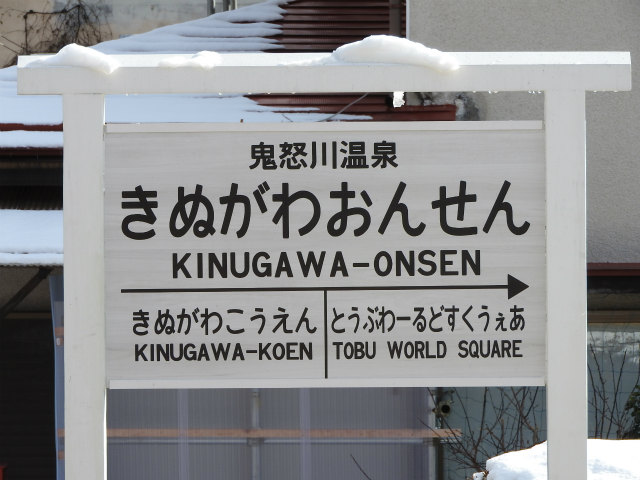 鬼怒川温泉
きぬがわおんせん
KINUGAWA-ONSEN
きぬがわこうえん とうぶわーるどすくうぇあ
KINUGAWA-KOEN TOBU WORLD SQUARE